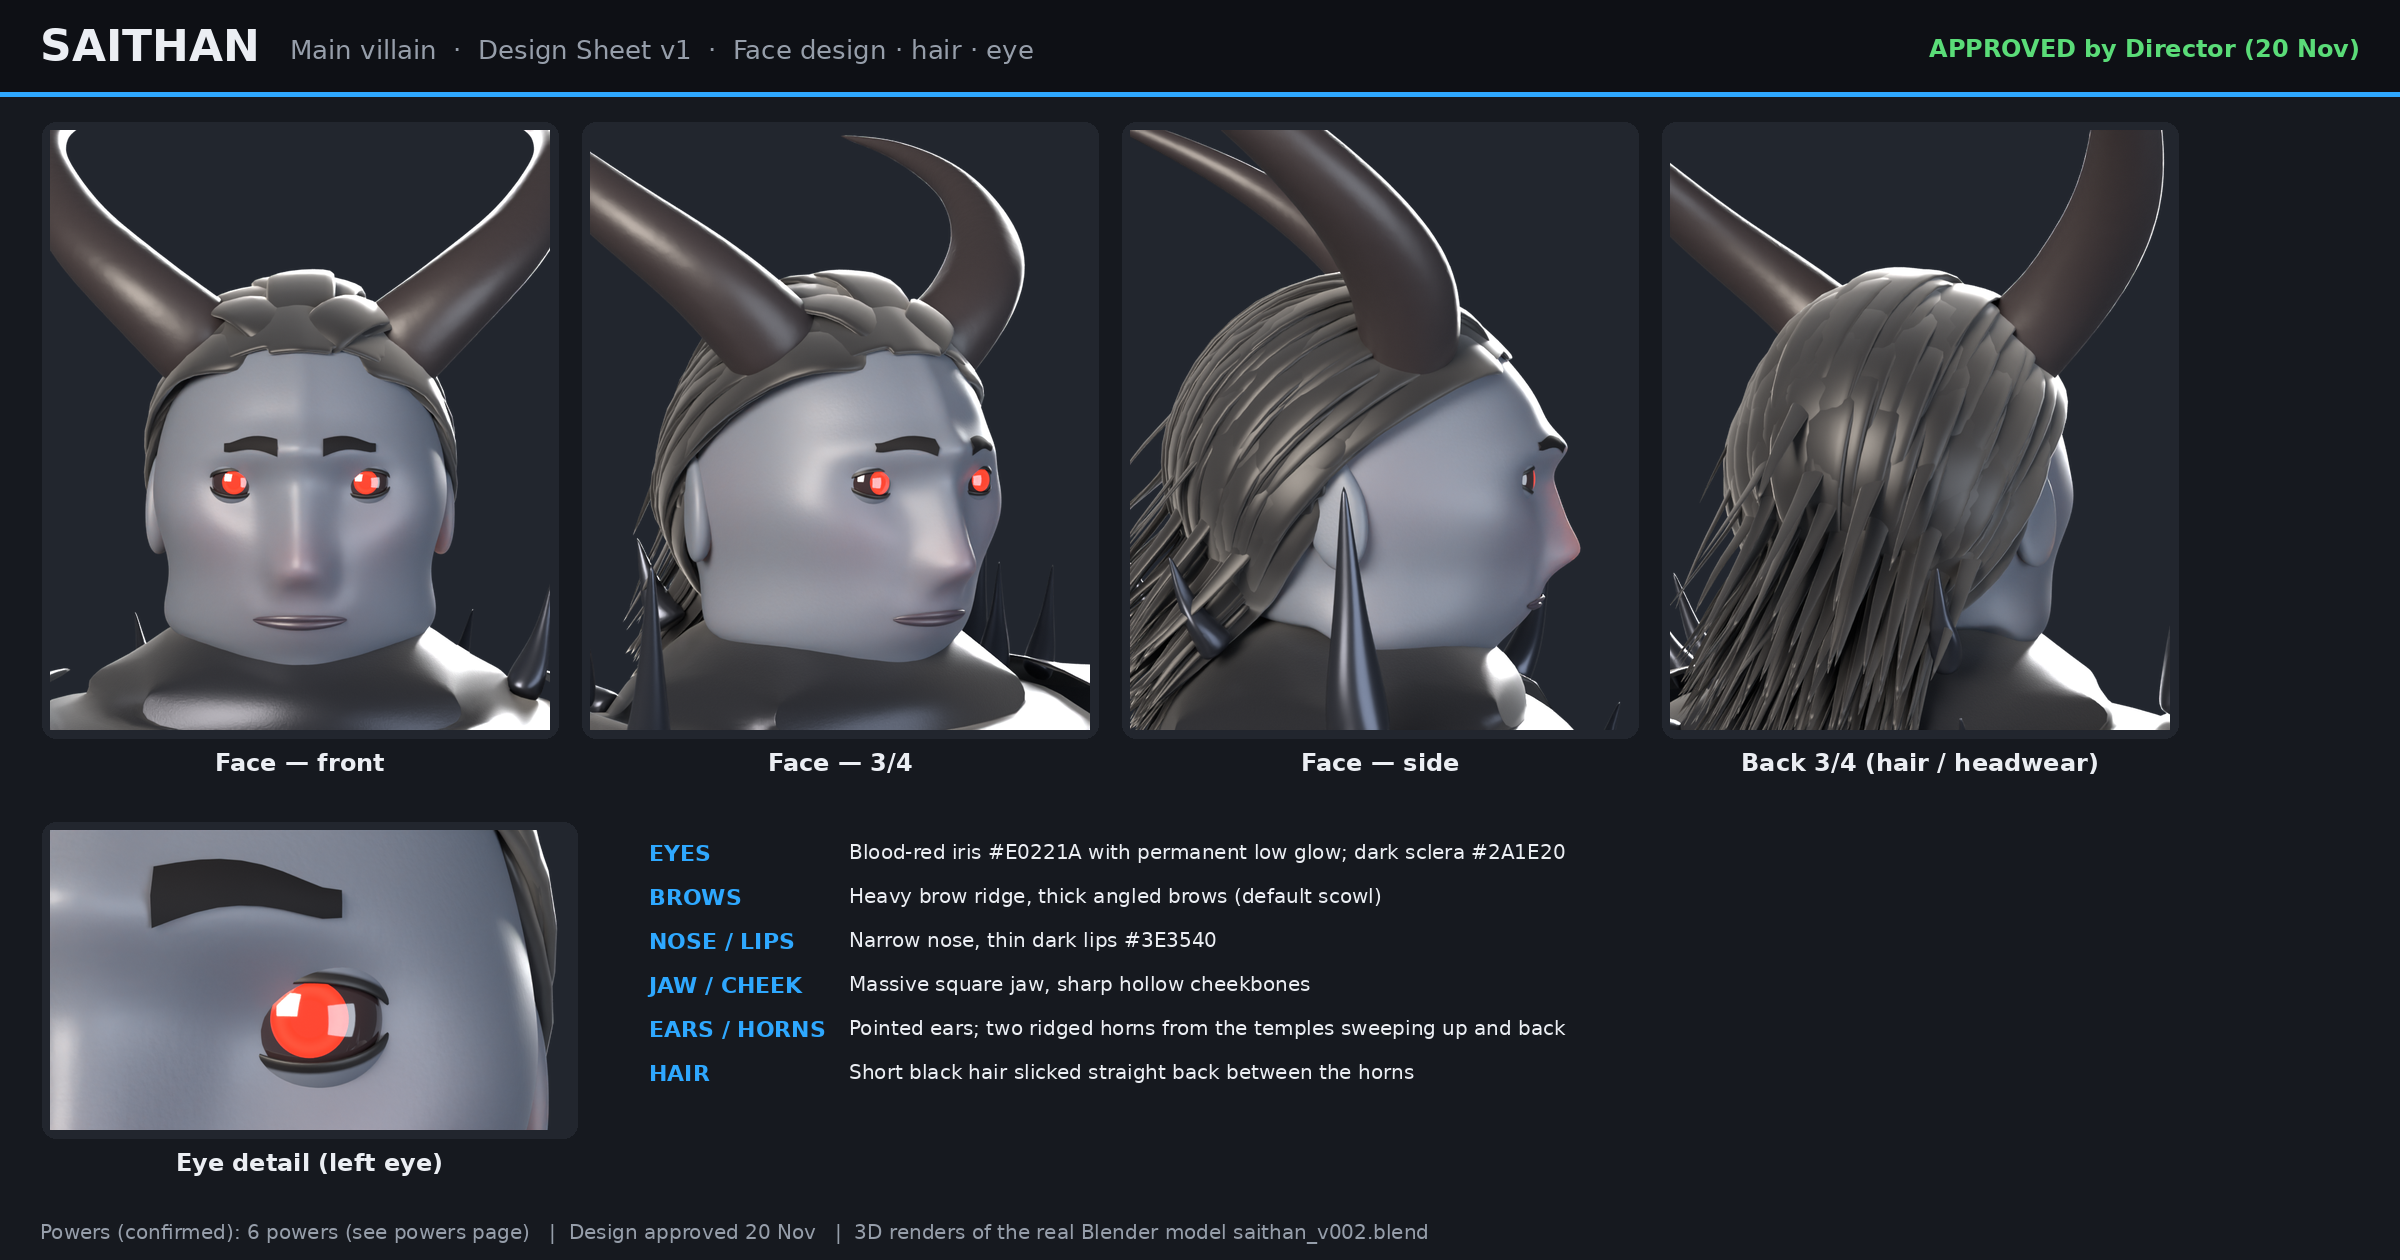 SAITHAN Main villain · Design Sheet v1 · Face design · hair · eye APPROVED by Director (20 Nov)
Face — front
Face — 3/4
Face — side
Back 3/4 (hair / headwear)
EYES Blood-red iris #E0221A with permanent low glow; dark sclera #2A1E20
BROWS Heavy brow ridge, thick angled brows (default scowl)
NOSE / LIPS Narrow nose, thin dark lips #3E3540
JAW / CHEEK Massive square jaw, sharp hollow cheekbones
EARS / HORNS Pointed ears; two ridged horns from the temples sweeping up and back
HAIR Short black hair slicked straight back between the horns
Eye detail (left eye)
Powers (confirmed): 6 powers (see powers page) | Design approved 20 Nov | 3D renders of the real Blender model saithan_v002.blend